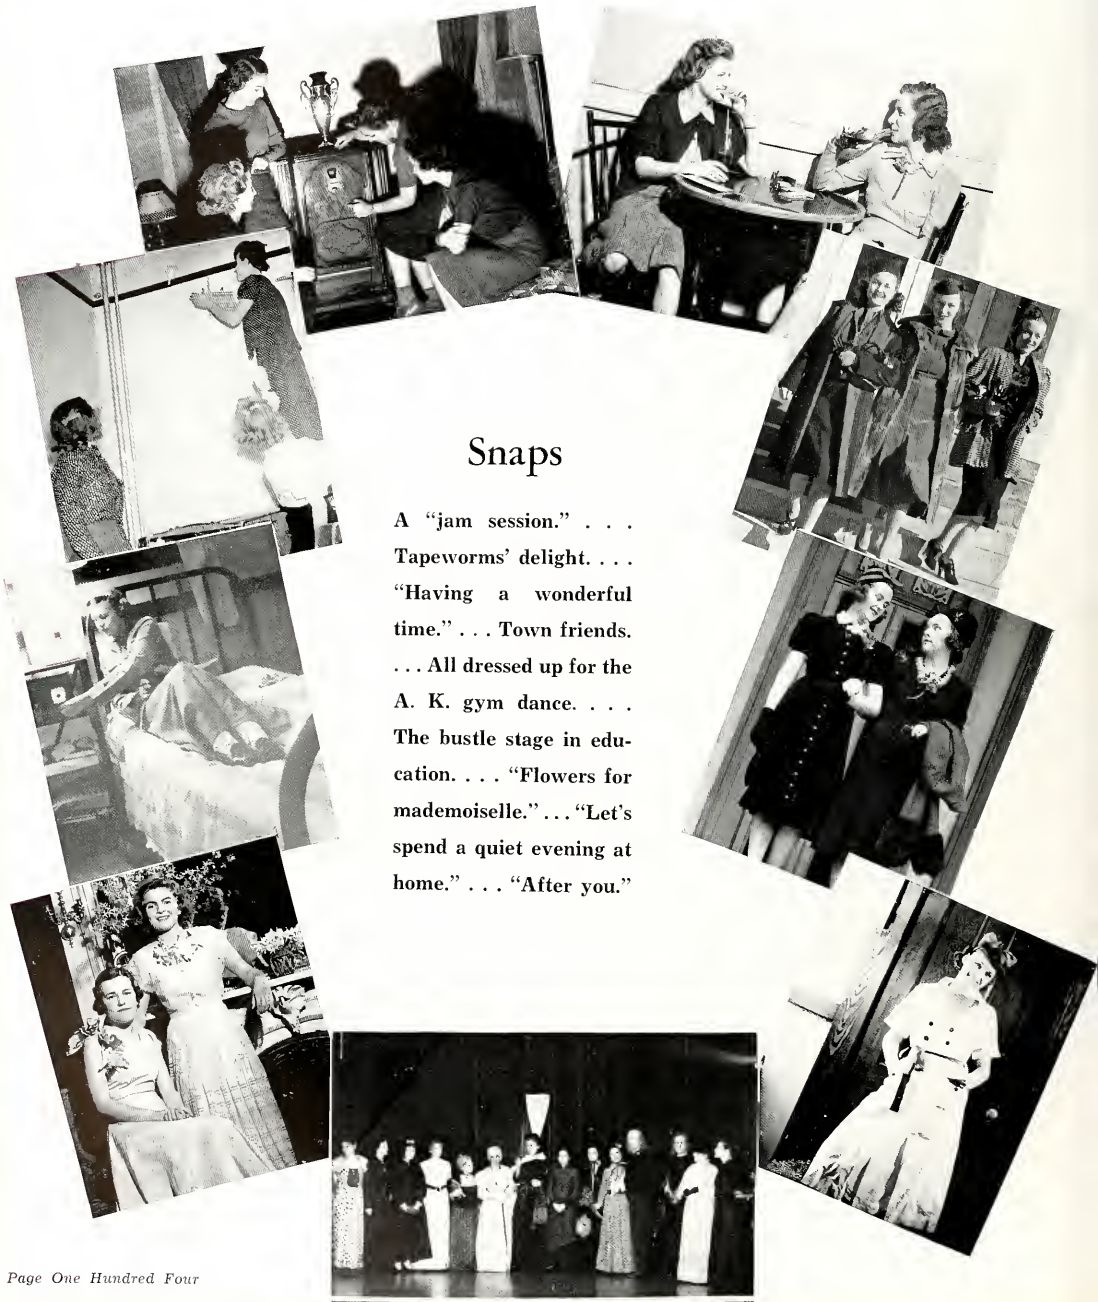 Snaps
A “jam session.” . . .
Tapeworms’ delight. . . .
“Having a wonderful
time.” . . . Town friends.
. . . All dressed up for the
A. K. gym dance. . . .
The bustle stage in edu-
cation. . . . “Flowers for
mademoiselle.” . . . “Let’s
spend a quiet evening at
home.” . . . “After you.”
Page One Hundred Four